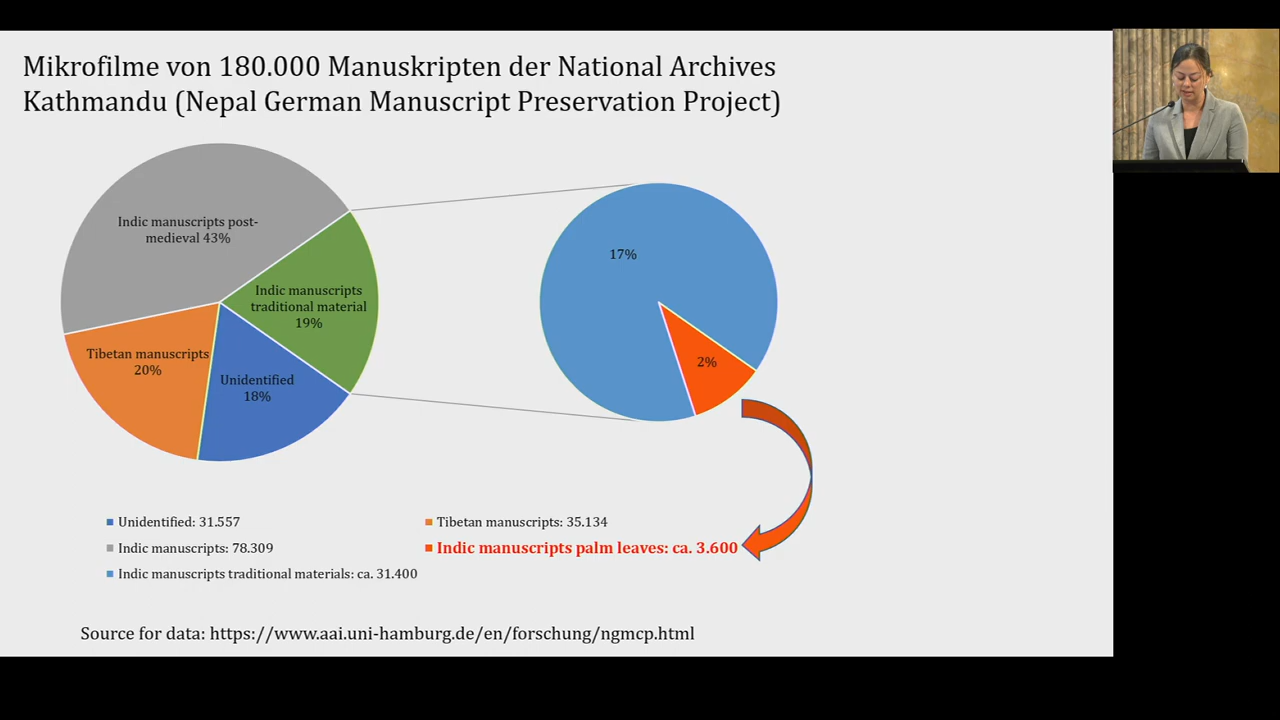 Mikrofilme von 180.000 Manuskripten der National Archives
Kathmandu (Nepal German Manuscript Preservation Project)
Indic manuscripts post-
medieval 43%
Indic manuscripts
traditional material
19%
Tibetan manuscripts
20%
Unidentified
18%
17%
2%
Unidentified: 31.557
Tibetan manuscripts: 35.134
Indic manuscripts: 78.309
Indic manuscripts palm leaves: ca. 3.600
Indic manuscripts traditional materials: ca. 31.400
Source for data: https://www.aai.uni-hamburg.de/en/forschung/ngmcp.html